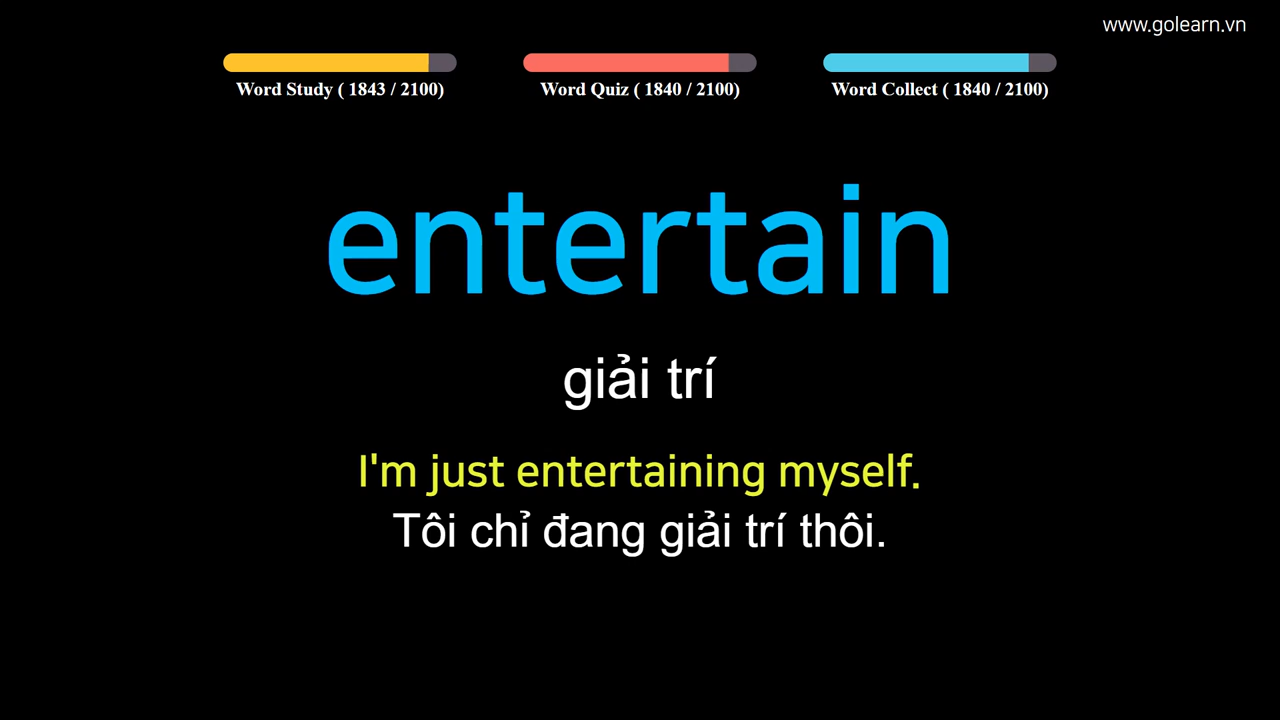 www.golearn.vn
Word Study ( 1843 / 2100)
Word Quiz ( 1840 / 2100)
Word Collect ( 1840 / 2100)
entertain
giải trí
I'm just entertaining myself.
Tôi chỉ đang giải trí thôi.